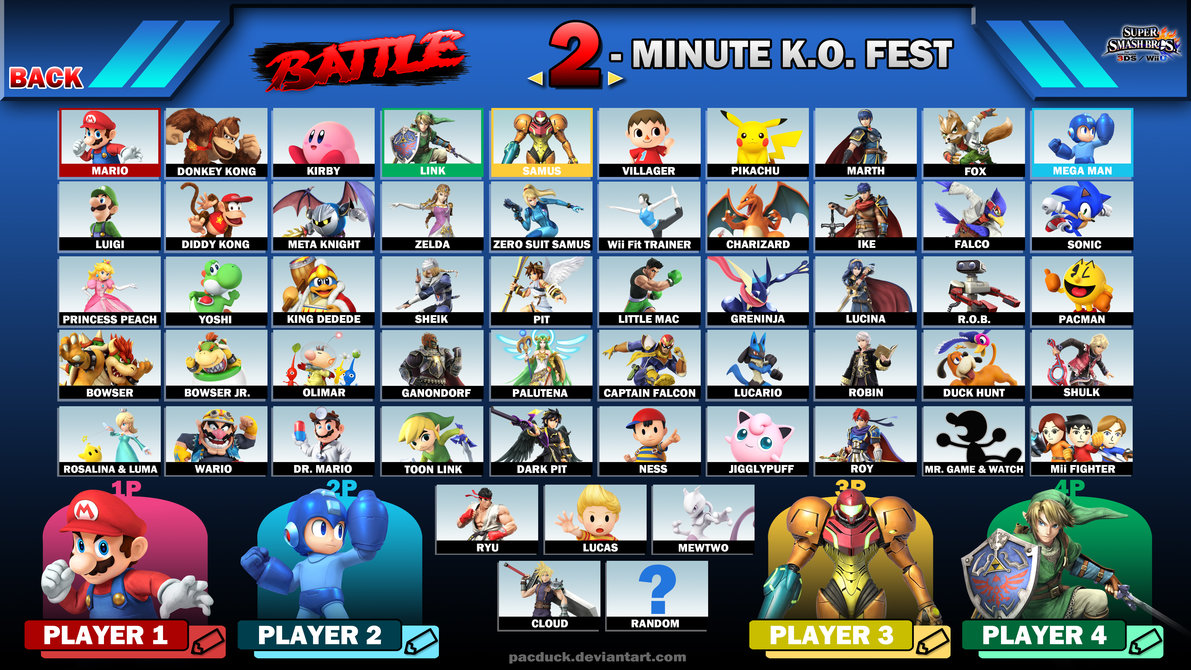 BACK
BATTLE
2 - MINUTE K.O. FEST
SUPER
SMASH BROS.
3DS / Wii U
MARIO
DONKEY KONG
KIRBY
LINK
SAMUS
VILLAGER
PIKACHU
MARTH
FOX
MEGA MAN
LUIGI
DIDDY KONG
META KNIGHT
ZELDA
ZERO SUIT SAMUS
Wii Fit TRAINER
CHARIZARD
IKE
FALCO
SONIC
PRINCESS PEACH
YOSHI
KING DEDEDE
SHEIK
PIT
LITTLE MAC
GRENINJA
LUCINA
R.O.B.
PACMAN
BOWSER
BOWSER JR.
OLIMAR
GANONDORF
PALUTENA
CAPTAIN FALCON
LUCARIO
ROBIN
DUCK HUNT
SHULK
ROSALINA & LUMA
WARIO
DR. MARIO
TOON LINK
DARK PIT
NESS
JIGGLYPUFF
ROY
MR. GAME & WATCH
Mii FIGHTER
1P
2P
3P
4P
RYU
LUCAS
MEWTWO
CLOUD
?
RANDOM
PLAYER 1
PLAYER 2
PLAYER 3
PLAYER 4
pacduck.deviantart.com